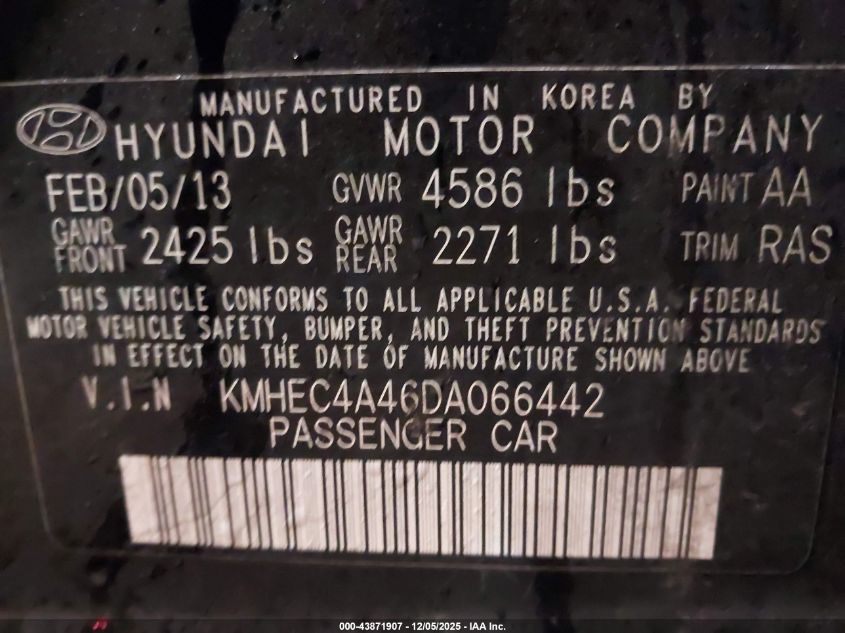 MANUFACTURED IN KOREA BY
HYUNDAI MOTOR COMPANY
FEB/05/13 GVWR 4586 lbs PAINT AA
GAWR FRONT 2425 lbs GAWR REAR 2271 lbs TRIM RAS
THIS VEHICLE CONFORMS TO ALL APPLICABLE U.S.A. FEDERAL
MOTOR VEHICLE SAFETY, BUMPER, AND THEFT PREVENTION STANDARDS
IN EFFECT ON THE DATE OF MANUFACTURE SHOWN ABOVE
V.I.N KMHEC4A46DA066442
PASSENGER CAR
000-43871907 - 12/05/2025 - IAA Inc.